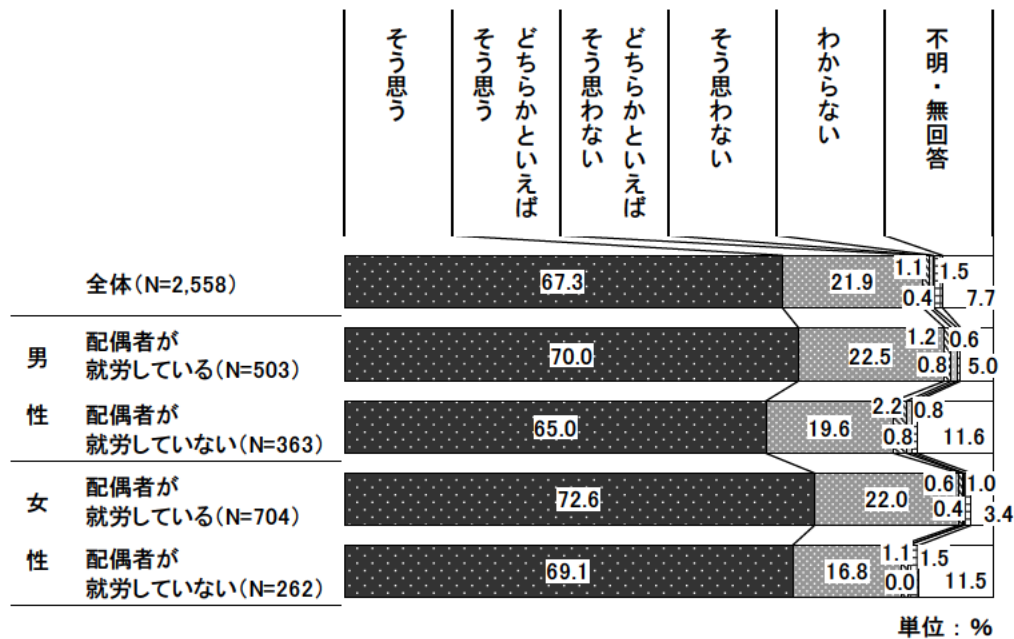 そう思う
どちらかといえば
そう思う
どちらかといえば
そう思わない
そう思わない
わからない
不明・無回答
全体（N=2,558）
67.3
21.9
1.1
0.4
1.5
7.7
男性
配偶者が
就労している（N=503）
70.0
22.5
1.2
0.8
0.6
5.0
配偶者が
就労していない（N=363）
65.0
19.6
2.2
0.8
0.8
11.6
女性
配偶者が
就労している（N=704）
72.6
22.0
0.6
0.4
1.0
3.4
配偶者が
就労していない（N=262）
69.1
16.8
1.1
0.0
1.5
11.5
単位：％